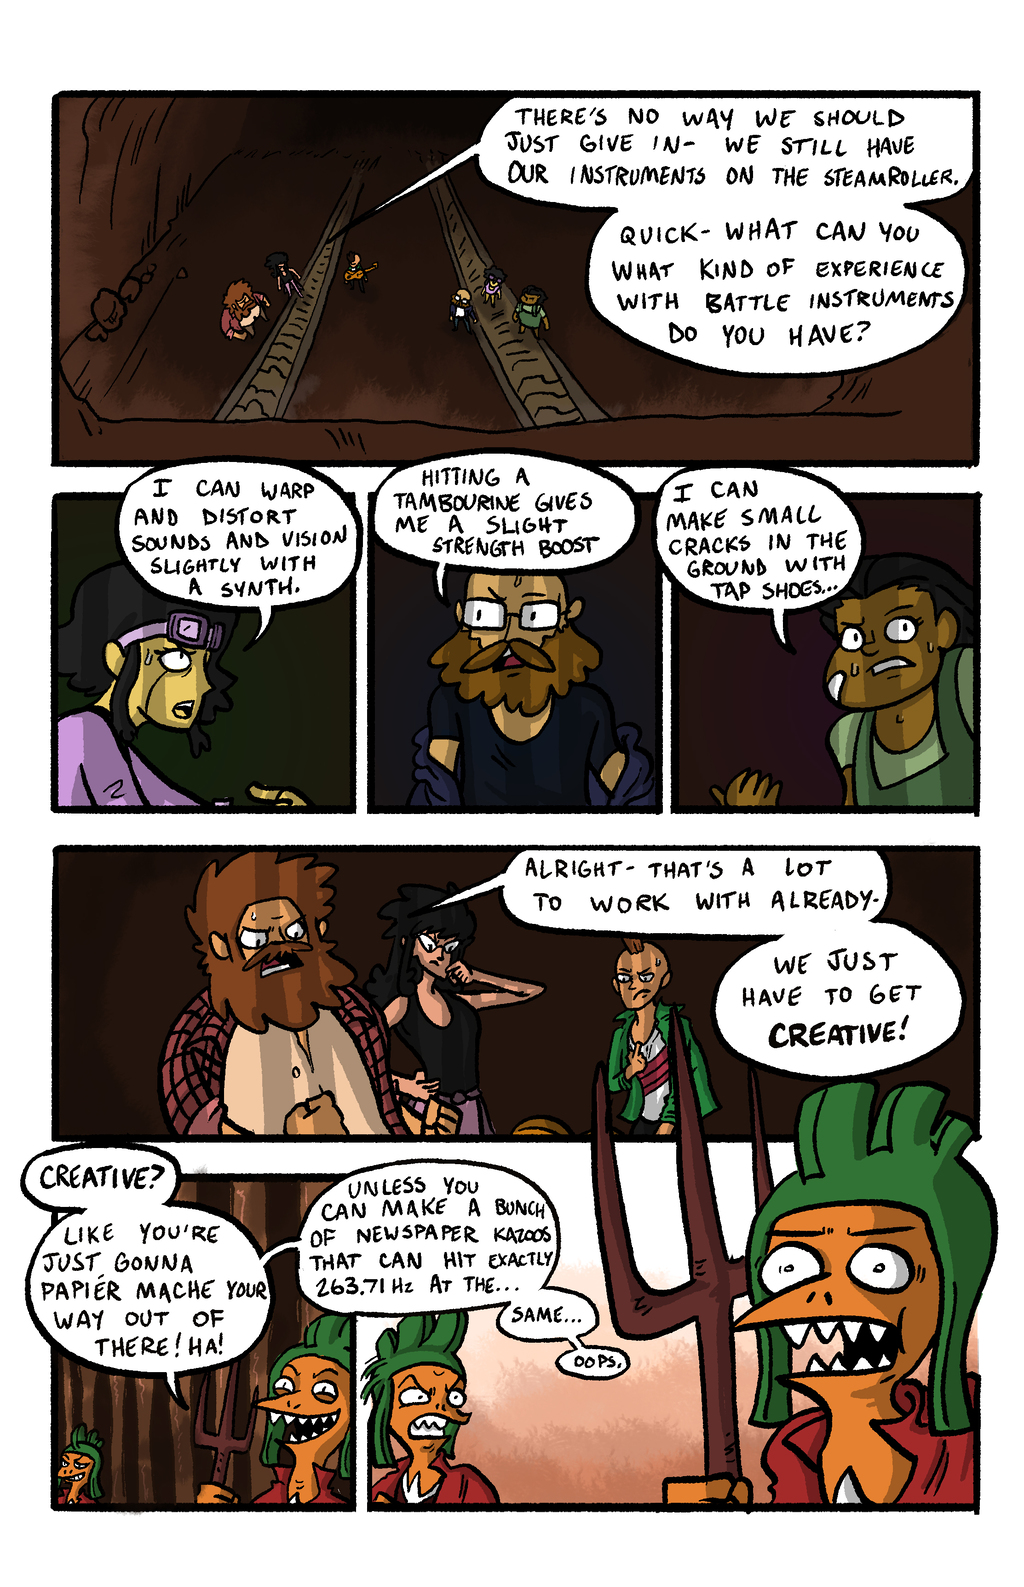 THERE'S NO WAY WE SHOULD
JUST GIVE IN- WE STILL HAVE
OUR INSTRUMENTS ON THE STEAMROLLER.
QUICK- WHAT CAN YOU
WHAT KIND OF EXPERIENCE
WITH BATTLE INSTRUMENTS
DO YOU HAVE?
I CAN WARP
AND DISTORT
SOUNDS AND VISION
SLIGHTLY WITH
A SYNTH.
HITTING A
TAMBOURINE GIVES
ME A SLIGHT
STRENGTH BOOST
I CAN
MAKE SMALL
CRACKS IN THE
GROUND WITH
TAP SHOES...
ALRIGHT- THAT'S A LOT
TO WORK WITH ALREADY-
WE JUST
HAVE TO GET
CREATIVE!
CREATIVE?
LIKE YOU'RE
JUST GONNA
PAPIÉR MACHE YOUR
WAY OUT OF
THERE! HA!
UNLESS YOU
CAN MAKE A BUNCH
OF NEWSPAPER KAZOOS
THAT CAN HIT EXACTLY
263.71 Hz AT THE...
SAME...
OOPS.